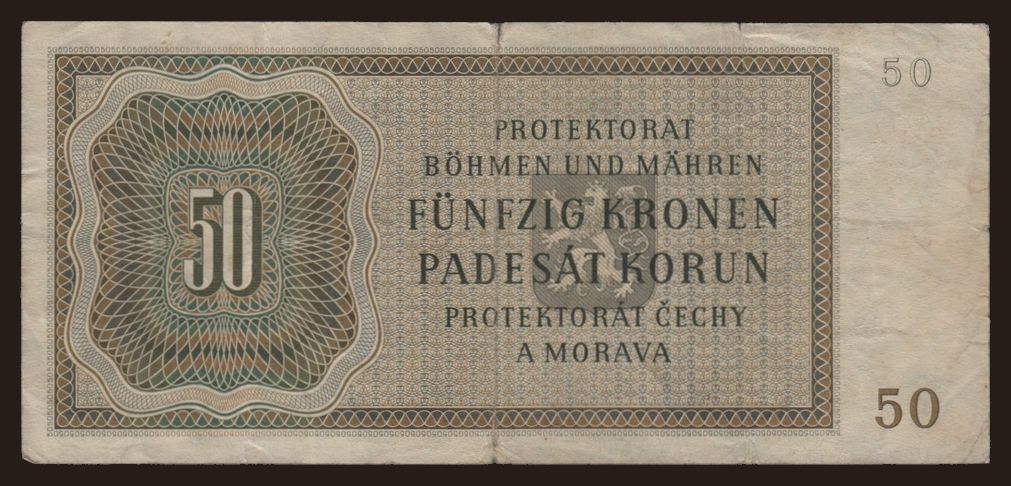 50
50
PROTEKTORAT
BÖHMEN UND MÄHREN
FÜNFZIG KRONEN
PADESÁT KORUN
PROTEKTORÁT ČECHY
A MORAVA
50